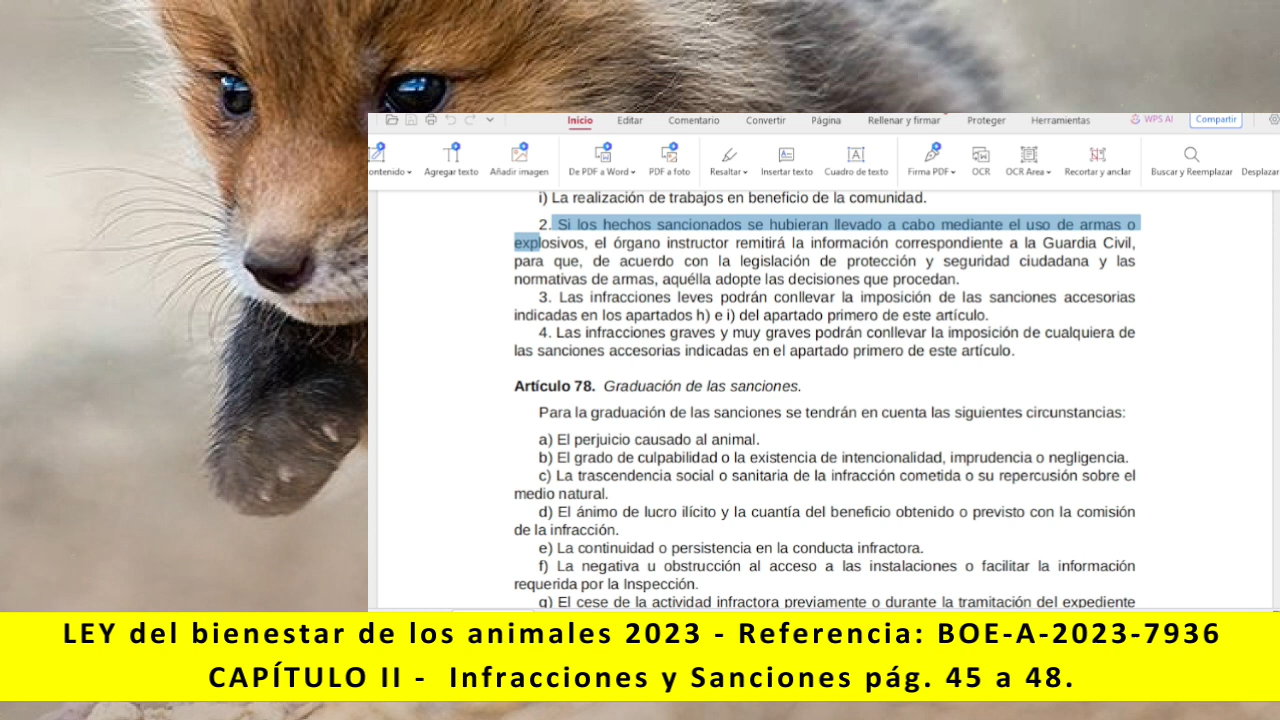 Inicio Editar Comentario Convertir Página Rellenar y firmar Proteger Herramientas WPS AI Compartir
ontenido Agregar texto Añadir imagen De PDF a Word PDF a foto Resaltar Insertar texto Cuadro de texto Firma PDF OCR OCR Area Recortar y anclar Buscar y Reemplazar Desplazar
i) La realización de trabajos en beneficio de la comunidad.
2. Si los hechos sancionados se hubieran llevado a cabo mediante el uso de armas o
explosivos, el órgano instructor remitirá la información correspondiente a la Guardia Civil,
para que, de acuerdo con la legislación de protección y seguridad ciudadana y las
normativas de armas, aquélla adopte las decisiones que procedan.
3. Las infracciones leves podrán conllevar la imposición de las sanciones accesorias
indicadas en los apartados h) e i) del apartado primero de este artículo.
4. Las infracciones graves y muy graves podrán conllevar la imposición de cualquiera de
las sanciones accesorias indicadas en el apartado primero de este artículo.
Artículo 78. Graduación de las sanciones.
Para la graduación de las sanciones se tendrán en cuenta las siguientes circunstancias:
a) El perjuicio causado al animal.
b) El grado de culpabilidad o la existencia de intencionalidad, imprudencia o negligencia.
c) La trascendencia social o sanitaria de la infracción cometida o su repercusión sobre el
medio natural.
d) El ánimo de lucro ilícito y la cuantía del beneficio obtenido o previsto con la comisión
de la infracción.
e) La continuidad o persistencia en la conducta infractora.
f) La negativa u obstrucción al acceso a las instalaciones o facilitar la información
requerida por la Inspección.
g) El cese de la actividad infractora previamente o durante la tramitación del expediente
LEY del bienestar de los animales 2023 - Referencia: BOE-A-2023-7936
CAPÍTULO II - Infracciones y Sanciones pág. 45 a 48.